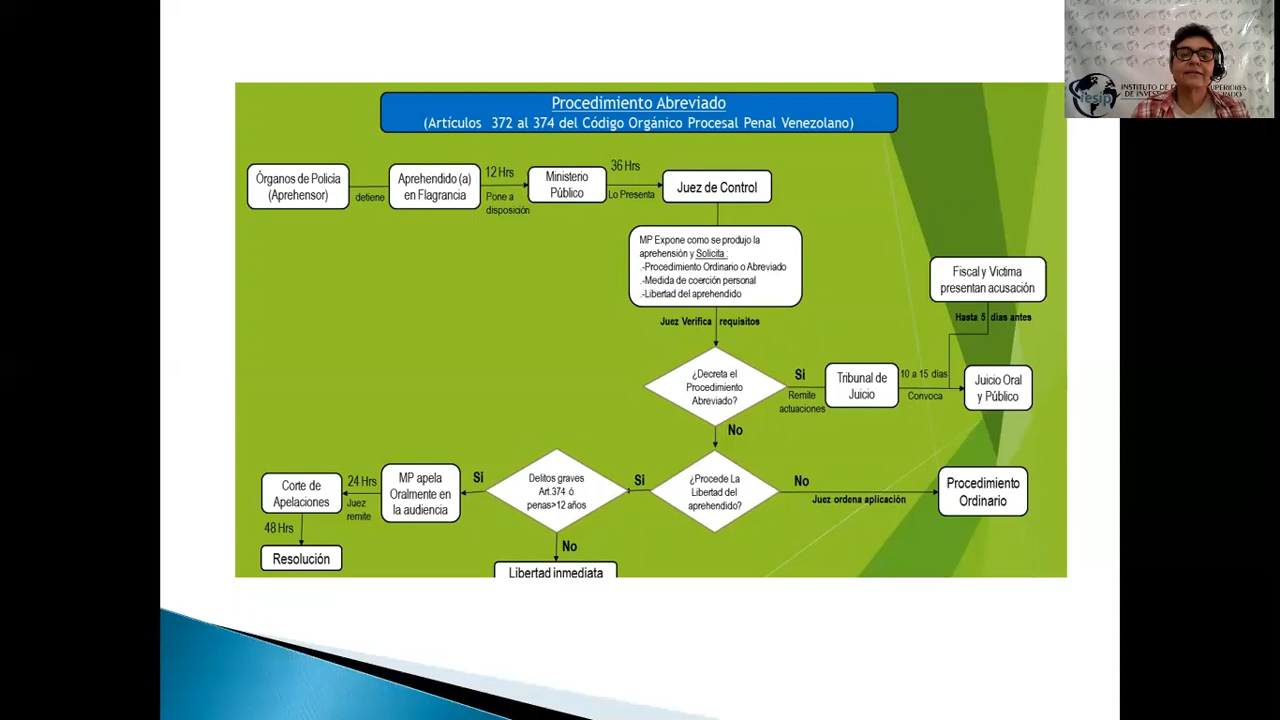 Procedimiento Abreviado
(Artículos 372 al 374 del Código Orgánico Procesal Penal Venezolano)
Órganos de Policía
(Aprehensor)
detiene
Aprehendido (a)
en Flagrancia
12 Hrs
Pone a
disposición
Ministerio
Público
36 Hrs
Lo Presenta
Juez de Control
MP Expone como se produjo la
aprehensión y Solicita :
.-Procedimiento Ordinario o Abreviado
.-Medida de coerción personal
.-Libertad del aprehendido
Juez Verifica requisitos
Fiscal y Victima
presentan acusación
Hasta 5 días antes
¿Decreta el
Procedimiento
Abreviado?
Si
Remite
actuaciones
Tribunal de
Juicio
10 a 15 días
Convoca
Juicio Oral
y Público
No
¿Procede La
Libertad del
aprehendido?
No
Juez ordena aplicación
Procedimiento
Ordinario
Si
Delitos graves
Art.374 ó
penas>12 años
Si
MP apela
Oralmente en
la audiencia
24 Hrs
Juez
remite
Corte de
Apelaciones
48 Hrs
Resolución
No
Libertad inmediata
iesip